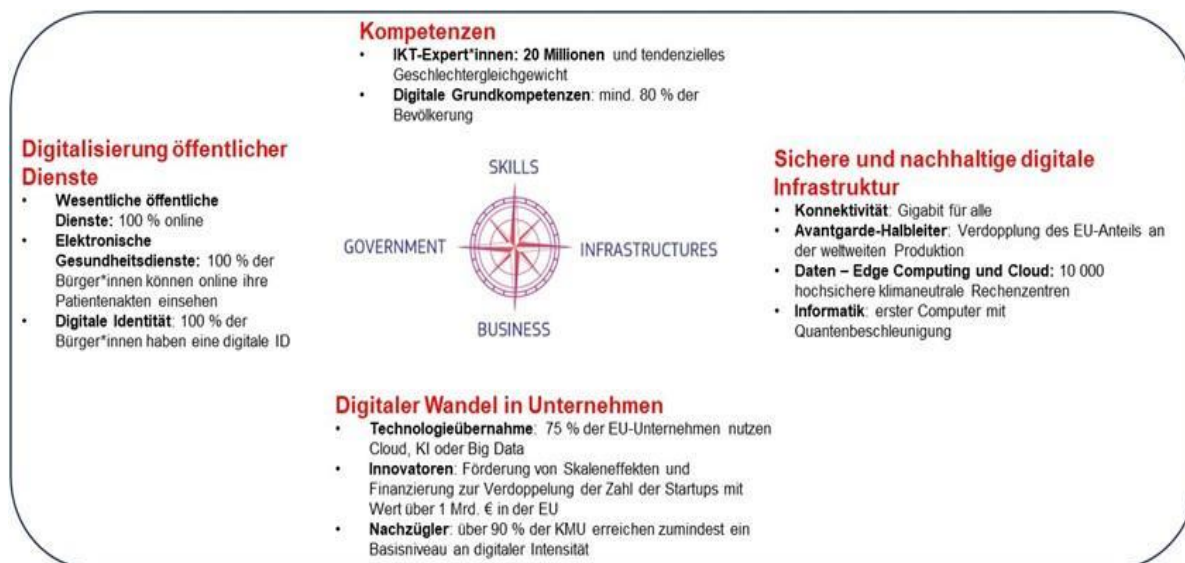 Kompetenzen
• IKT-Expert*innen: 20 Millionen und tendenzielles
Geschlechtergleichgewicht
• Digitale Grundkompetenzen: mind. 80 % der
Bevölkerung
Digitalisierung öffentlicher
Dienste
• Wesentliche öffentliche
Dienste: 100 % online
• Elektronische
Gesundheitsdienste: 100 % der
Bürger*innen können online ihre
Patientenakten einsehen
• Digitale Identität: 100 % der
Bürger*innen haben eine digitale ID
SKILLS
GOVERNMENT
INFRASTRUCTURES
BUSINESS
Sichere und nachhaltige digitale
Infrastruktur
• Konnektivität: Gigabit für alle
• Avantgarde-Halbleiter: Verdopplung des EU-Anteils an
der weltweiten Produktion
• Daten – Edge Computing und Cloud: 10 000
hochsichere klimaneutrale Rechenzentren
• Informatik: erster Computer mit
Quantenbeschleunigung
Digitaler Wandel in Unternehmen
• Technologieübernahme: 75 % der EU-Unternehmen nutzen
Cloud, KI oder Big Data
• Innovatoren: Förderung von Skaleneffekten und
Finanzierung zur Verdoppelung der Zahl der Startups mit
Wert über 1 Mrd. € in der EU
• Nachzügler: über 90 % der KMU erreichen zumindest ein
Basisniveau an digitaler Intensität